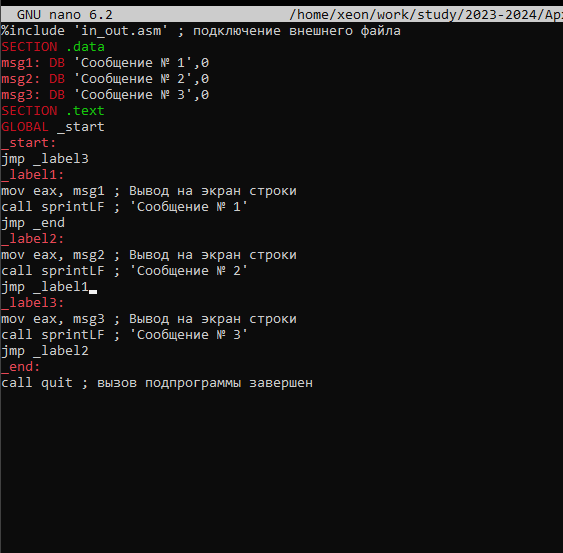 GNU nano 6.2 /home/xeon/work/study/2023-2024/
%include 'in_out.asm' ; подключение внешнего файла
SECTION .data
msg1: DB 'Сообщение № 1',0
msg2: DB 'Сообщение № 2',0
msg3: DB 'Сообщение № 3',0
SECTION .text
GLOBAL _start
_start:
jmp _label3
_label1:
mov eax, msg1 ; Вывод на экран строки
call sprintLF ; 'Сообщение № 1'
jmp _end
_label2:
mov eax, msg2 ; Вывод на экран строки
call sprintLF ; 'Сообщение № 2'
jmp _label1
_label3:
mov eax, msg3 ; Вывод на экран строки
call sprintLF ; 'Сообщение № 3'
jmp _label2
_end:
call quit ; вызов подпрограммы завершен